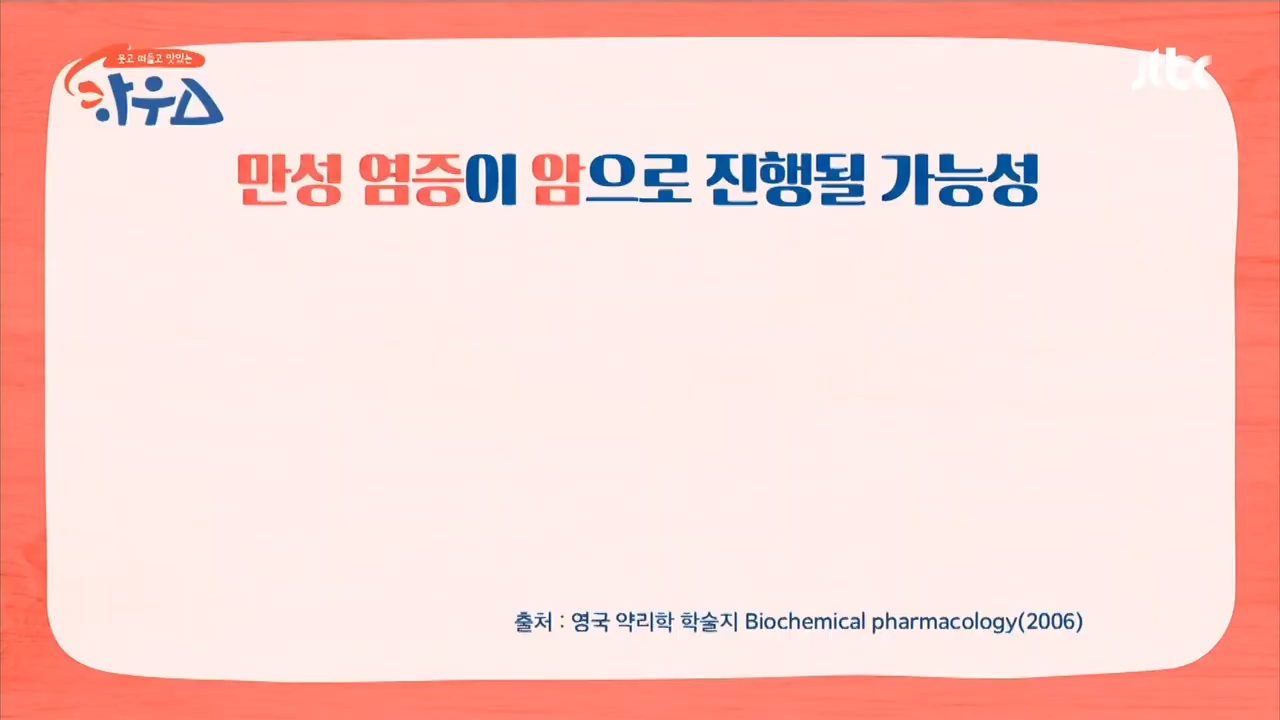 웃고 떠들고 맛있는
하우스
jtbc
만성 염증이 암으로 진행될 가능성
출처 : 영국 약리학 학술지 Biochemical pharmacology(2006)